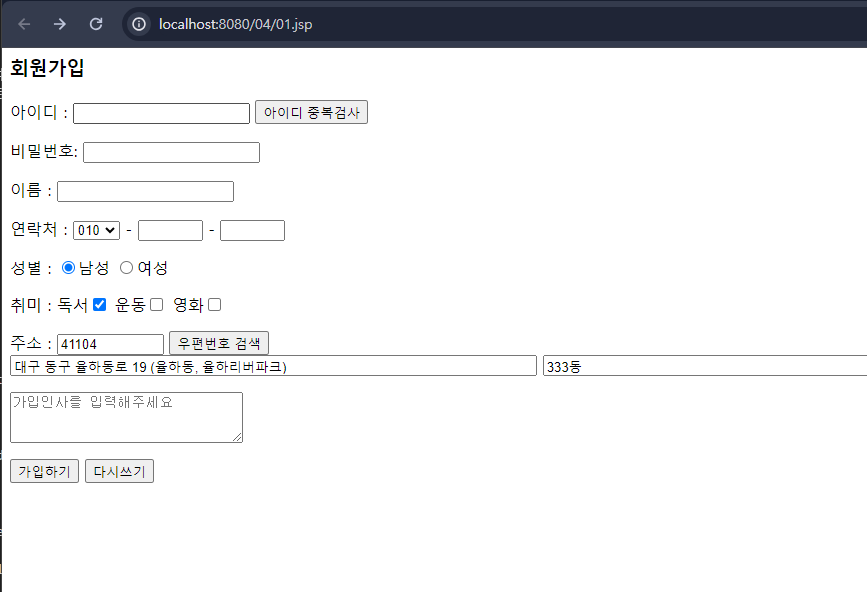 localhost:8080/04/01.jsp
회원가입
아이디 : 아이디 중복검사
비밀번호:
이름 :
연락처 : 010 - -
성별 : 남성 여성
취미 : 독서 운동 영화
주소 : 41104 우편번호 검색
대구 동구 율하동로 19 (율하동, 율하리버파크) 333동
가입인사를 입력해주세요
가입하기 다시쓰기